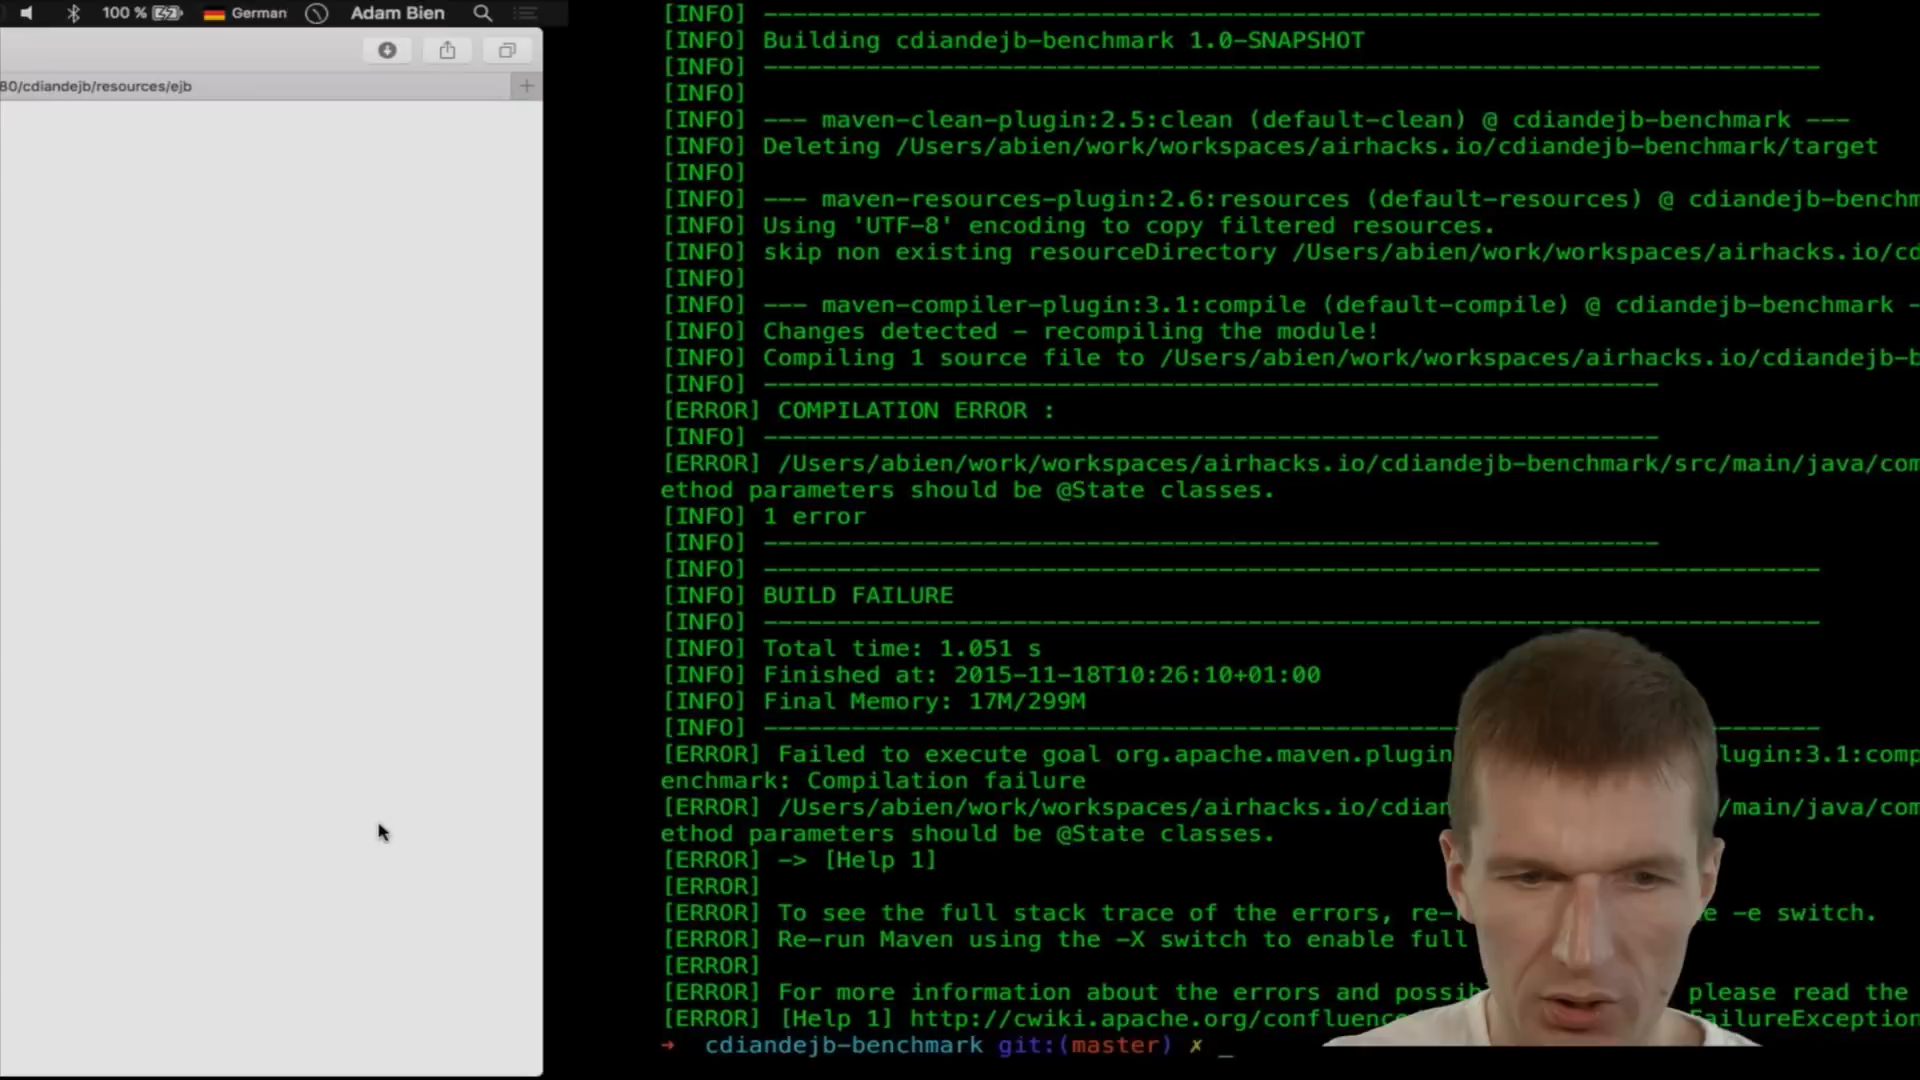 100 % German Adam Bien
80/cdiandejb/resources/ejb
[INFO] ------------------------------------------------------------------------
[INFO] Building cdiandejb-benchmark 1.0-SNAPSHOT
[INFO] ------------------------------------------------------------------------
[INFO]
[INFO] --- maven-clean-plugin:2.5:clean (default-clean) @ cdiandejb-benchmark ---
[INFO] Deleting /Users/abien/work/workspaces/airhacks.io/cdiandejb-benchmark/target
[INFO]
[INFO] --- maven-resources-plugin:2.6:resources (default-resources) @ cdiandejb-benchm
[INFO] Using 'UTF-8' encoding to copy filtered resources.
[INFO] skip non existing resourceDirectory /Users/abien/work/workspaces/airhacks.io/cd
[INFO]
[INFO] --- maven-compiler-plugin:3.1:compile (default-compile) @ cdiandejb-benchmark -
[INFO] Changes detected - recompiling the module!
[INFO] Compiling 1 source file to /Users/abien/work/workspaces/airhacks.io/cdiandejb-b
[INFO] -------------------------------------------------------------
[ERROR] COMPILATION ERROR :
[INFO] -------------------------------------------------------------
[ERROR] /Users/abien/work/workspaces/airhacks.io/cdiandejb-benchmark/src/main/java/com
ethod parameters should be @State classes.
[INFO] 1 error
[INFO] -------------------------------------------------------------
[INFO] ------------------------------------------------------------------------
[INFO] BUILD FAILURE
[INFO] ------------------------------------------------------------------------
[INFO] Total time: 1.051 s
[INFO] Finished at: 2015-11-18T10:26:10+01:00
[INFO] Final Memory: 17M/299M
[INFO] ------------------------------------------------------------------------
[ERROR] Failed to execute goal org.apache.maven.plugin lugin:3.1:comp
enchmark: Compilation failure
[ERROR] /Users/abien/work/workspaces/airhacks.io/cdian /main/java/com
ethod parameters should be @State classes.
[ERROR] -> [Help 1]
[ERROR]
[ERROR] To see the full stack trace of the errors, re- -e switch.
[ERROR] Re-run Maven using the -X switch to enable full
[ERROR]
[ERROR] For more information about the errors and possib please read the
[ERROR] [Help 1] http://cwiki.apache.org/confluenc FailureException
→ cdiandejb-benchmark git:(master) ✗ _